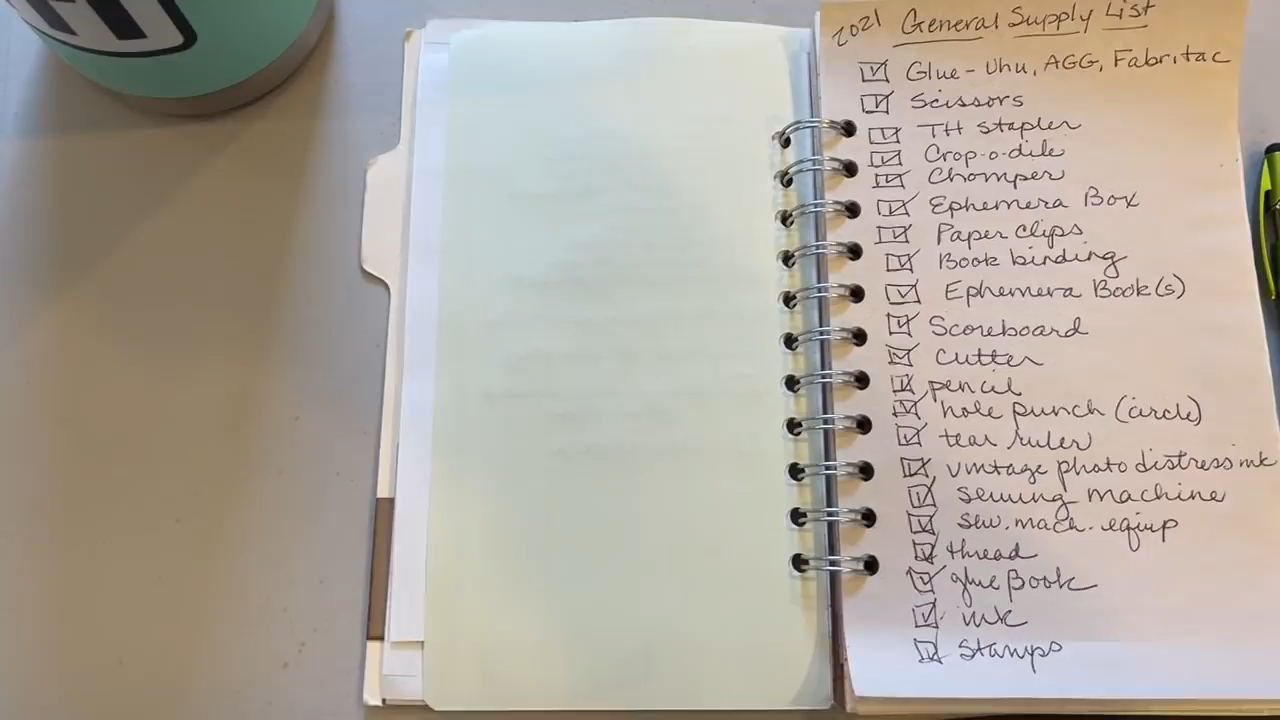 H
2021 General Supply List
Glue - Uhu, AGG, Fabritac
Scissors
TH Stapler
Crop-o-dile
Chomper
Ephemera Box
Paper clips
Book binding
Ephemera Book(s)
Scoreboard
cutter
pencil
hole punch (circle)
tear ruler
vintage photo distress ink
sewing machine
sew. mach. equip
thread
glue Book
ink
Stamps